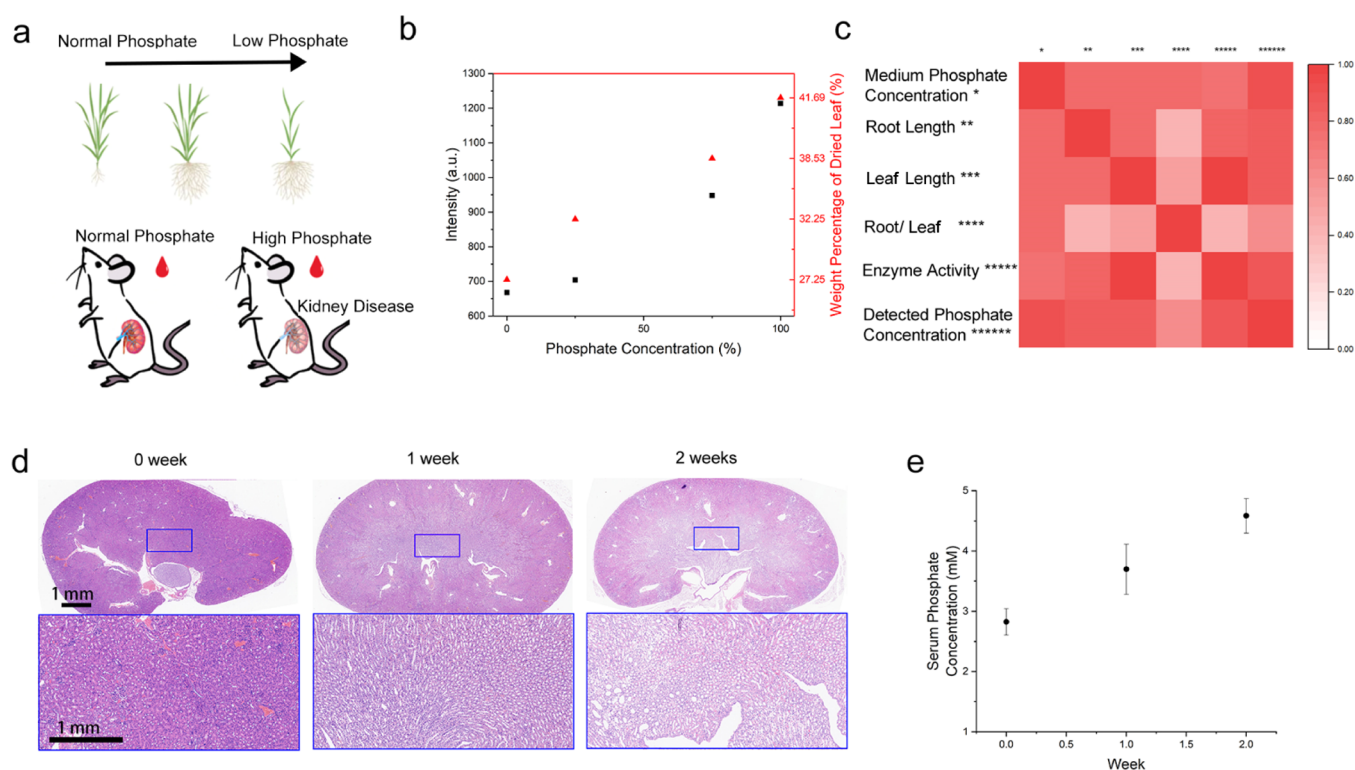 a
Normal Phosphate
Low Phosphate
Normal Phosphate
High Phosphate
Kidney Disease
b
1300
1200
1100
1000
900
800
700
600
Intensity (a.u.)
0
50
100
Phosphate Concentration (%)
41.69
38.53
32.25
27.25
Weight Percentage of Dried Leaf (%)
c
* ** *** **** ***** ******
Medium Phosphate
Concentration *
Root Length **
Leaf Length ***
Root/ Leaf ****
Enzyme Activity *****
Detected Phosphate
Concentration ******
1.00
0.80
0.60
0.40
0.20
0.00
d
0 week
1 week
2 weeks
1 mm
1 mm
e
5
4
3
2
1
Serum Phosphate
Concentration (mM)
0.0
0.5
1.0
1.5
2.0
Week